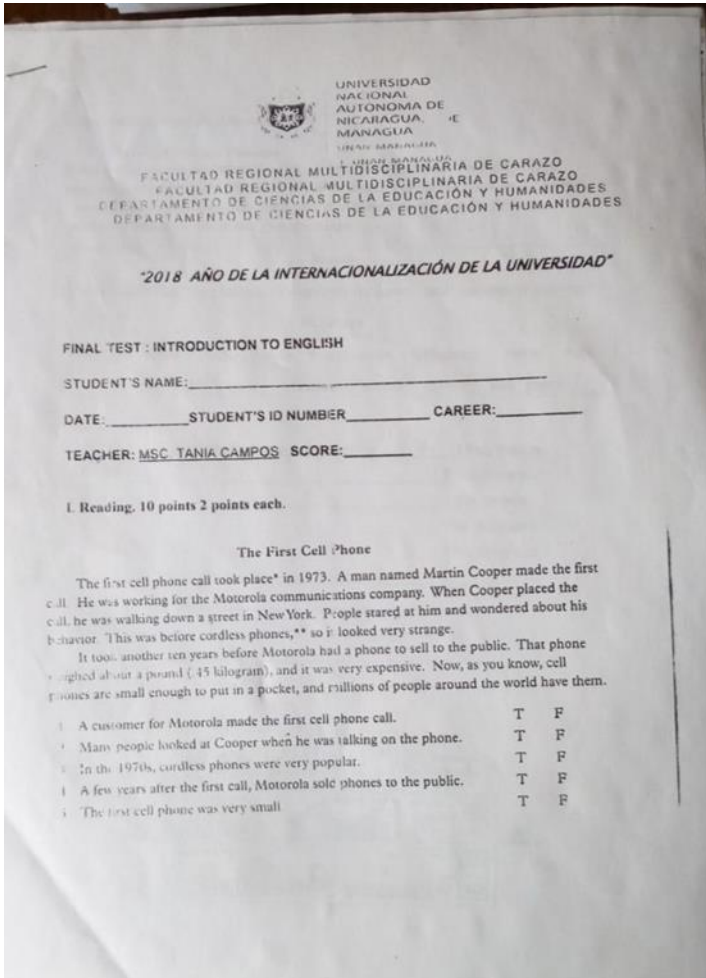 UNIVERSIDAD
NACIONAL
AUTÓNOMA DE
NICARAGUA,
MANAGUA
UNAN MANAGUA
UNAN MANAGUA
FACULTAD REGIONAL MULTIDISCIPLINARIA DE CARAZO
FACULTAD REGIONAL MULTIDISCIPLINARIA DE CARAZO
DEPARTAMENTO DE CIENCIAS DE LA EDUCACIÓN Y HUMANIDADES
DEPARTAMENTO DE CIENCIAS DE LA EDUCACIÓN Y HUMANIDADES
"2018 AÑO DE LA INTERNACIONALIZACIÓN DE LA UNIVERSIDAD"
FINAL TEST : INTRODUCTION TO ENGLISH
STUDENT'S NAME:
DATE: STUDENT'S ID NUMBER CAREER:
TEACHER: MSC. TANIA CAMPOS SCORE:
I. Reading. 10 points 2 points each.
The First Cell Phone
The first cell phone call took place* in 1973. A man named Martin Cooper made the first
call. He was working for the Motorola communications company. When Cooper placed the
call, he was walking down a street in New York. People stared at him and wondered about his
behavior. This was before cordless phones,** so it looked very strange.
It took another ten years before Motorola had a phone to sell to the public. That phone
weighed about a pound (.45 kilogram), and it was very expensive. Now, as you know, cell
phones are small enough to put in a pocket, and millions of people around the world have them.
A customer for Motorola made the first cell phone call. T F
Many people looked at Cooper when he was talking on the phone. T F
In the 1970s, cordless phones were very popular. T F
A few years after the first call, Motorola sold phones to the public. T F
The first cell phone was very small T F